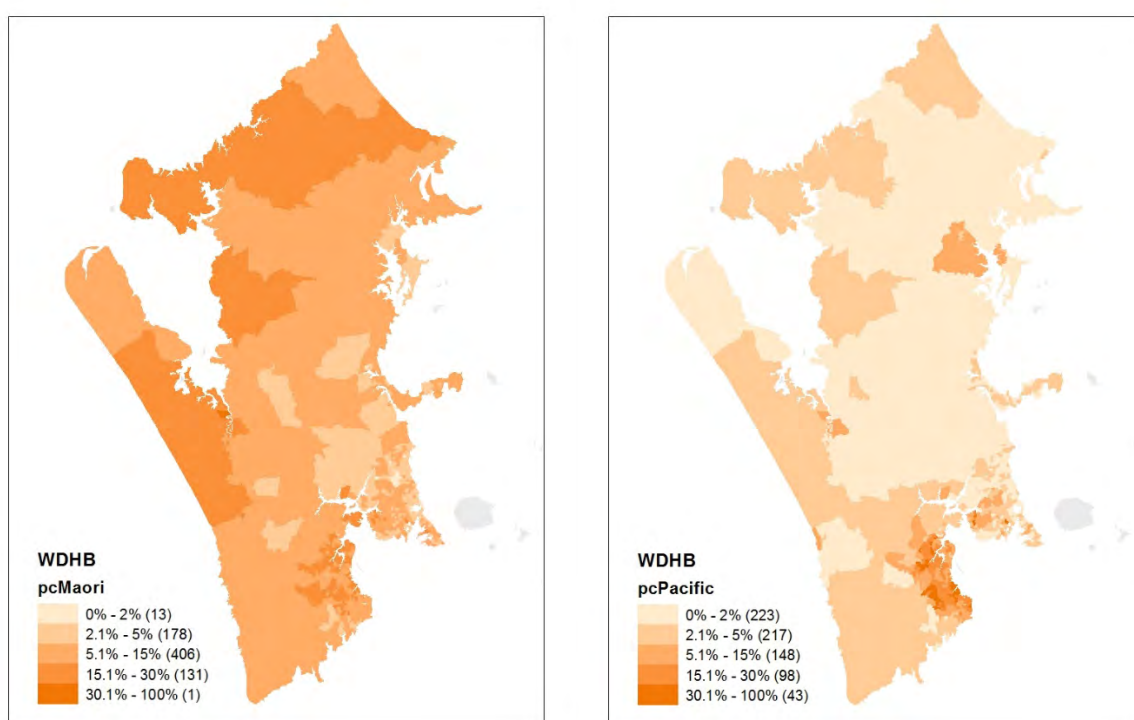 WDHB
pcMaori
0% - 2% (13)
2.1% - 5% (178)
5.1% - 15% (406)
15.1% - 30% (131)
30.1% - 100% (1)
WDHB
pcPacific
0% - 2% (223)
2.1% - 5% (217)
5.1% - 15% (148)
15.1% - 30% (98)
30.1% - 100% (43)